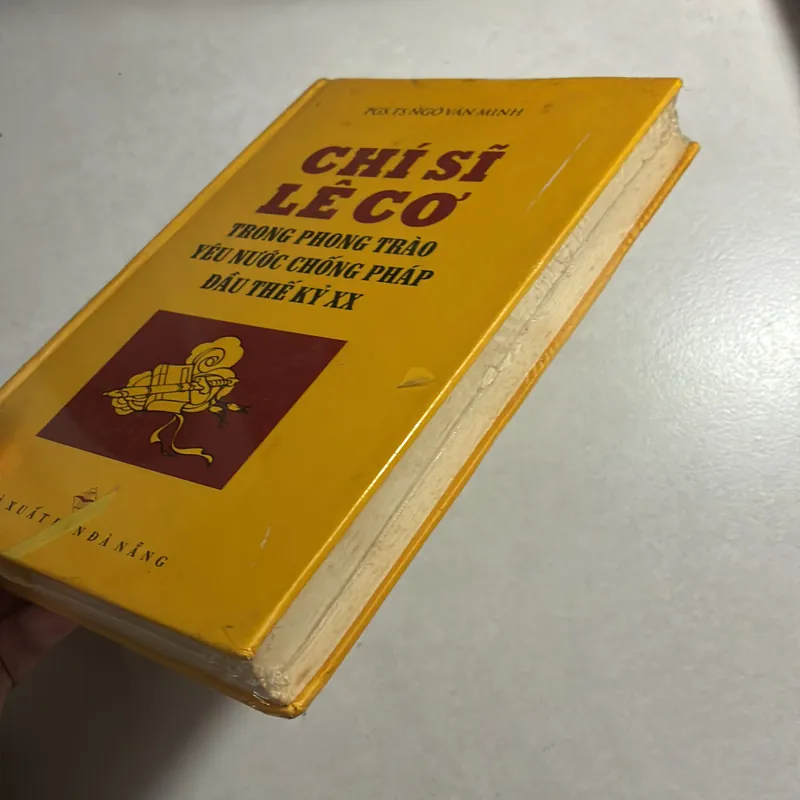 PGS. TS NGÔ VĂN MINH
CHÍ SĨ
LÊ CƠ
TRONG PHONG TRÀO
YÊU NƯỚC CHỐNG PHÁP
ĐẦU THẾ KỶ XX
XUẤT ĐÀ NẴNG